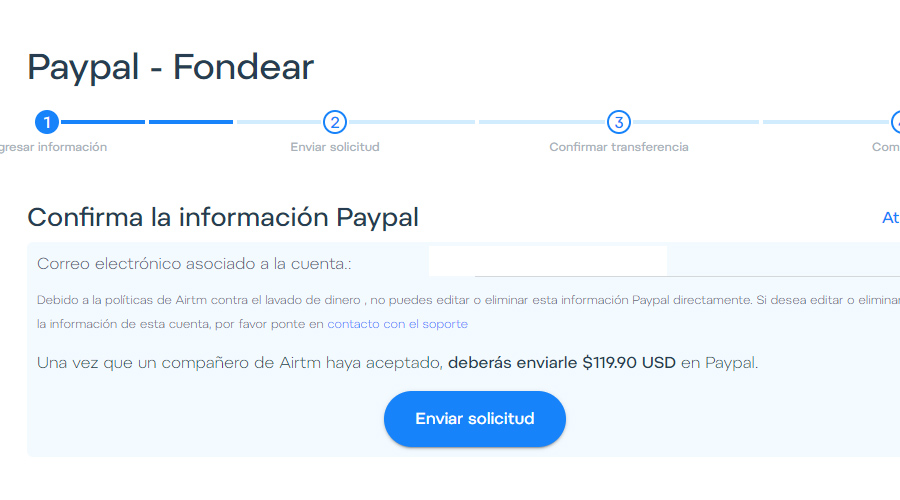 Paypal - Fondear
1 2 3
gresar información Enviar solicitud Confirmar transferencia Com
Confirma la información Paypal At
Correo electrónico asociado a la cuenta.:
Debido a la políticas de Airtm contra el lavado de dinero , no puedes editar o eliminar esta información Paypal directamente. Si desea editar o eliminar
la información de esta cuenta, por favor ponte en contacto con el soporte
Una vez que un compañero de Airtm haya aceptado, deberás enviarle $119.90 USD en Paypal.
Enviar solicitud